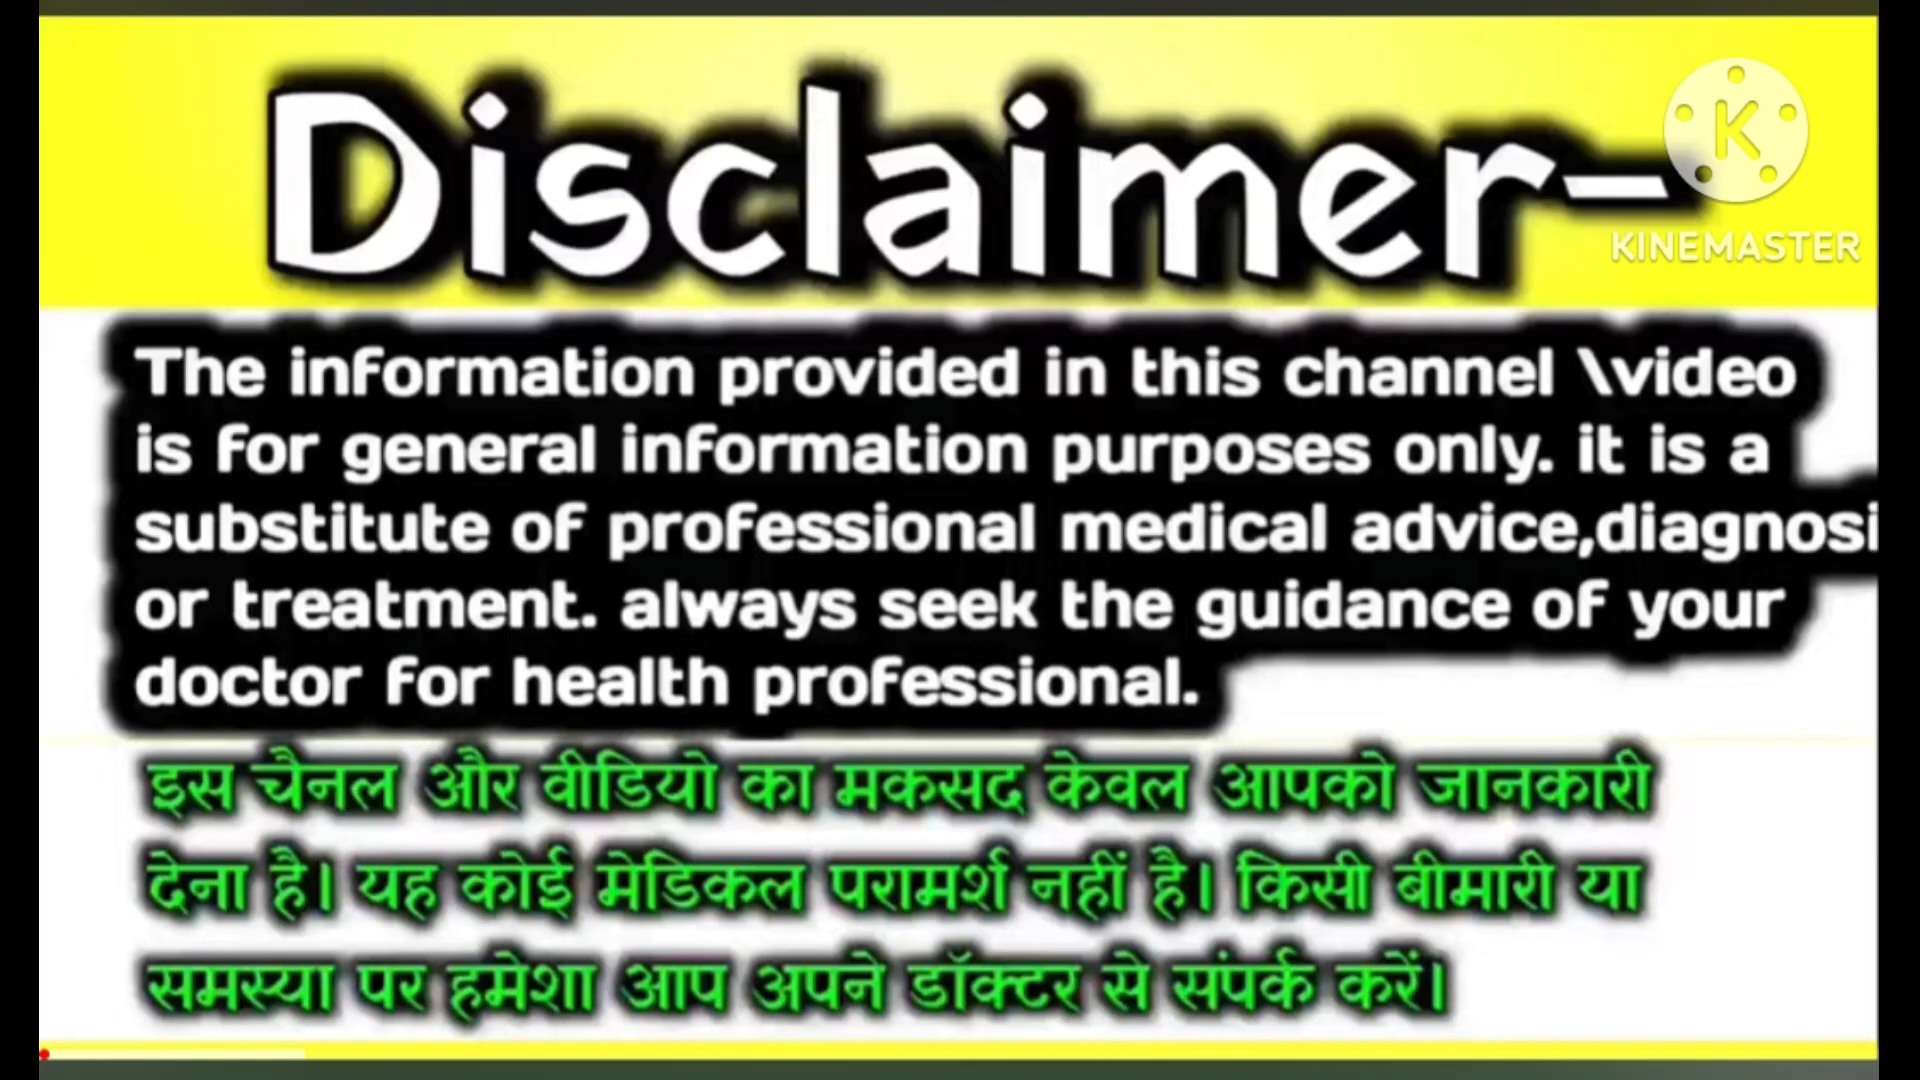 Disclaimer-
K
KINEMASTER
The information provided in this channel \video
is for general information purposes only. it is a
substitute of professional medical advice,diagnosi
or treatment. always seek the guidance of your
doctor for health professional.
इस चैनल और वीडियो का मकसद केवल आपको जानकारी
देना है। यह कोई मेडिकल परामर्श नहीं है। किसी बीमारी या
समस्या पर हमेशा आप अपने डॉक्टर से संपर्क करें।